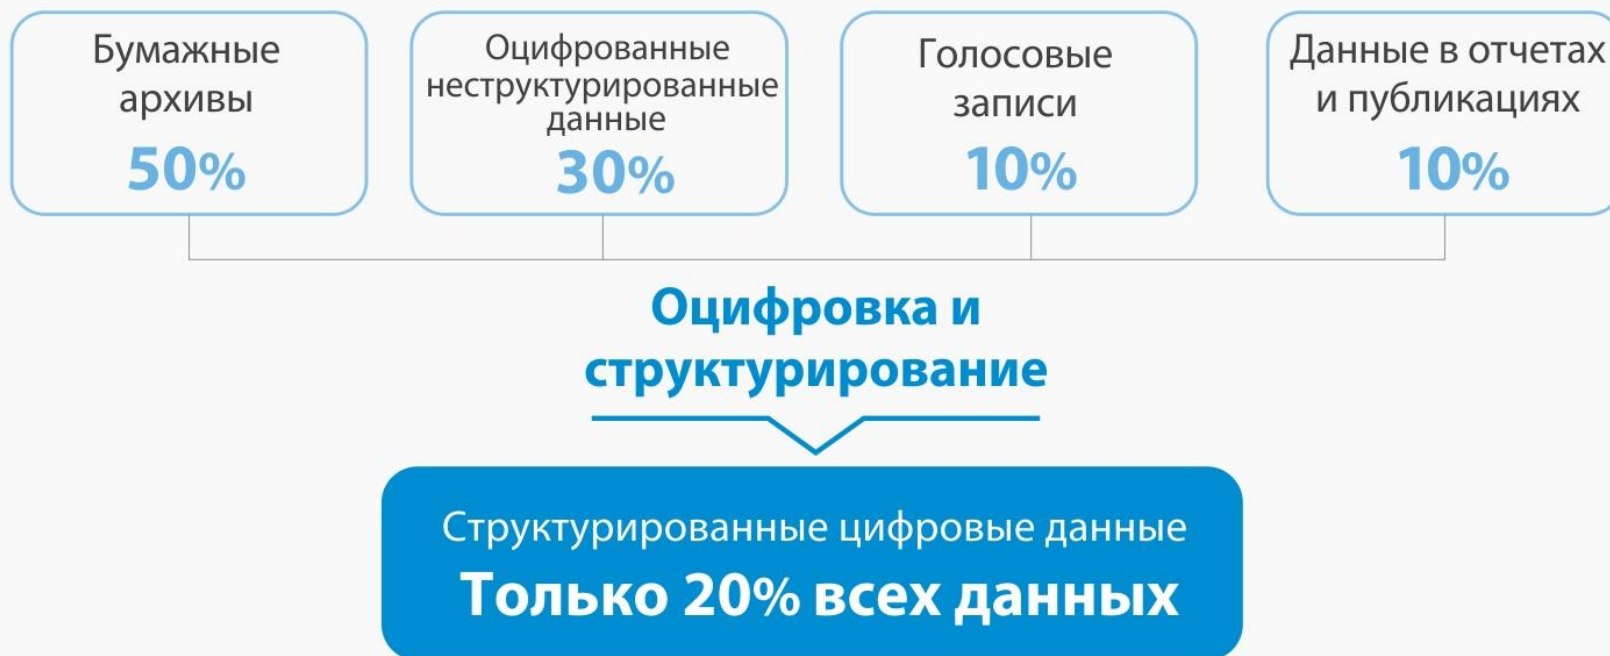 Бумажные
архивы
50%
Оцифрованные
неструктурированные
данные
30%
Голосовые
записи
10%
Данные в отчетах
и публикациях
10%
Оцифровка и
структурирование
Структурированные цифровые данные
Только 20% всех данных